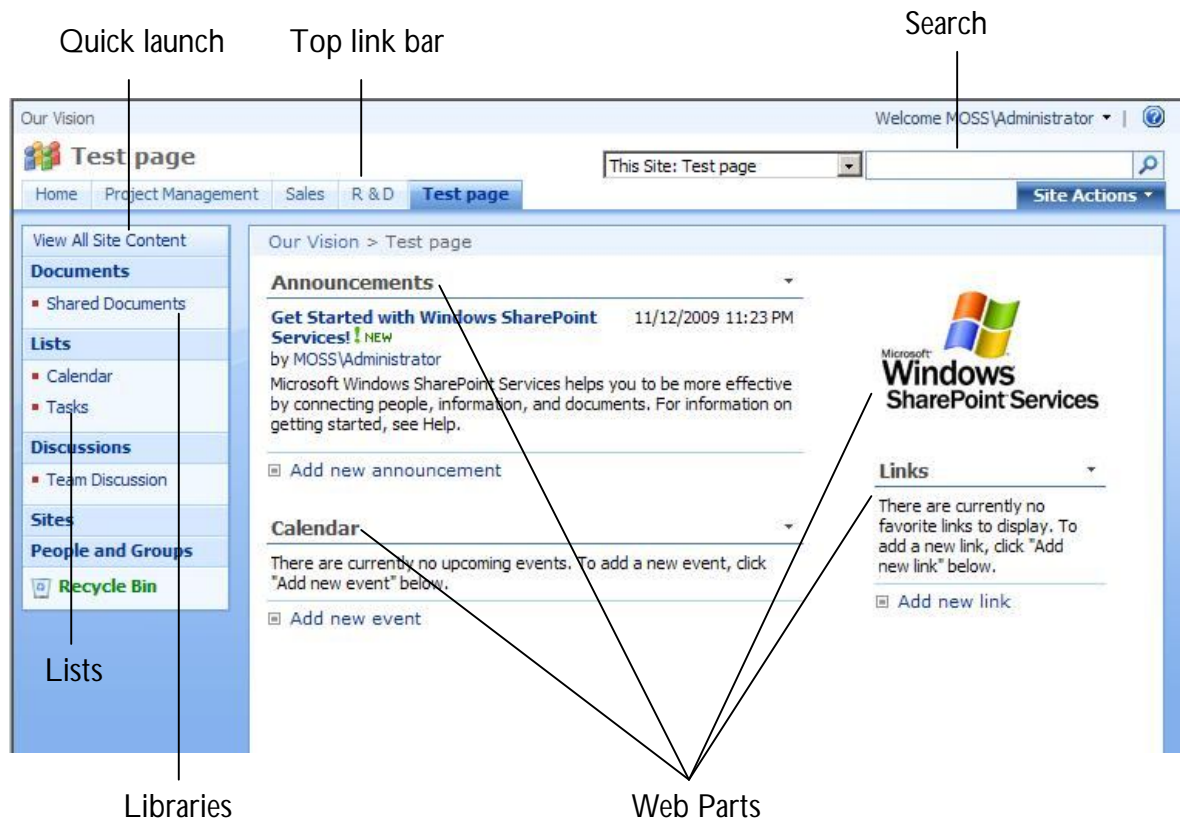 Quick launch
Top link bar
Search
Our Vision
Welcome MOSS\Administrator
Test page
This Site: Test page
Home Project Management Sales R & D Test page
Site Actions
View All Site Content
Documents
Shared Documents
Lists
Calendar
Tasks
Discussions
Team Discussion
Sites
People and Groups
Recycle Bin
Our Vision > Test page
Announcements
Get Started with Windows SharePoint 11/12/2009 11:23 PM
Services! ! NEW
by MOSS\Administrator
Microsoft Windows SharePoint Services helps you to be more effective
by connecting people, information, and documents. For information on
getting started, see Help.
Add new announcement
Calendar
There are currently no upcoming events. To add a new event, click
"Add new event" below.
Add new event
Microsoft
Windows
SharePoint Services
Links
There are currently no
favorite links to display. To
add a new link, click "Add
new link" below.
Add new link
Lists
Libraries
Web Parts